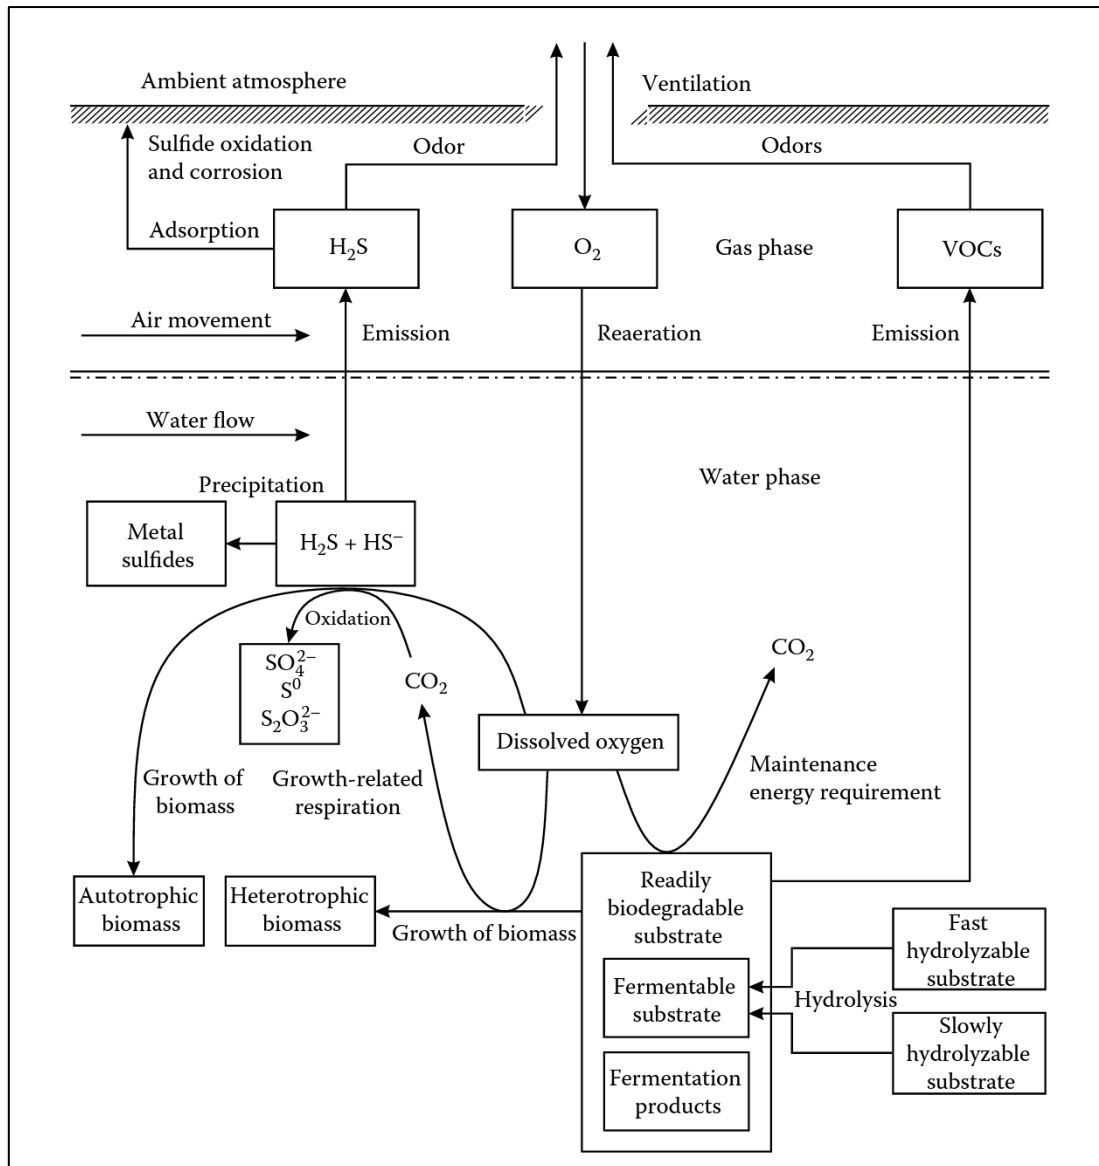 Ambient atmosphere
Ventilation
Sulfide oxidation
and corrosion
Odor
Odors
Adsorption
H₂S
O₂
Gas phase
VOCs
Air movement
Emission
Reaeration
Emission
Water flow
Water phase
Precipitation
Metal
sulfides
H₂S + HS⁻
Oxidation
SO₄²⁻
S⁰
S₂O₃²⁻
CO₂
CO₂
Dissolved oxygen
Growth of
biomass
Growth-related
respiration
Maintenance
energy requirement
Autotrophic
biomass
Heterotrophic
biomass
Growth of biomass
Readily
biodegradable
substrate
Fermentable
substrate
Fermentation
products
Hydrolysis
Fast
hydrolyzable
substrate
Slowly
hydrolyzable
substrate